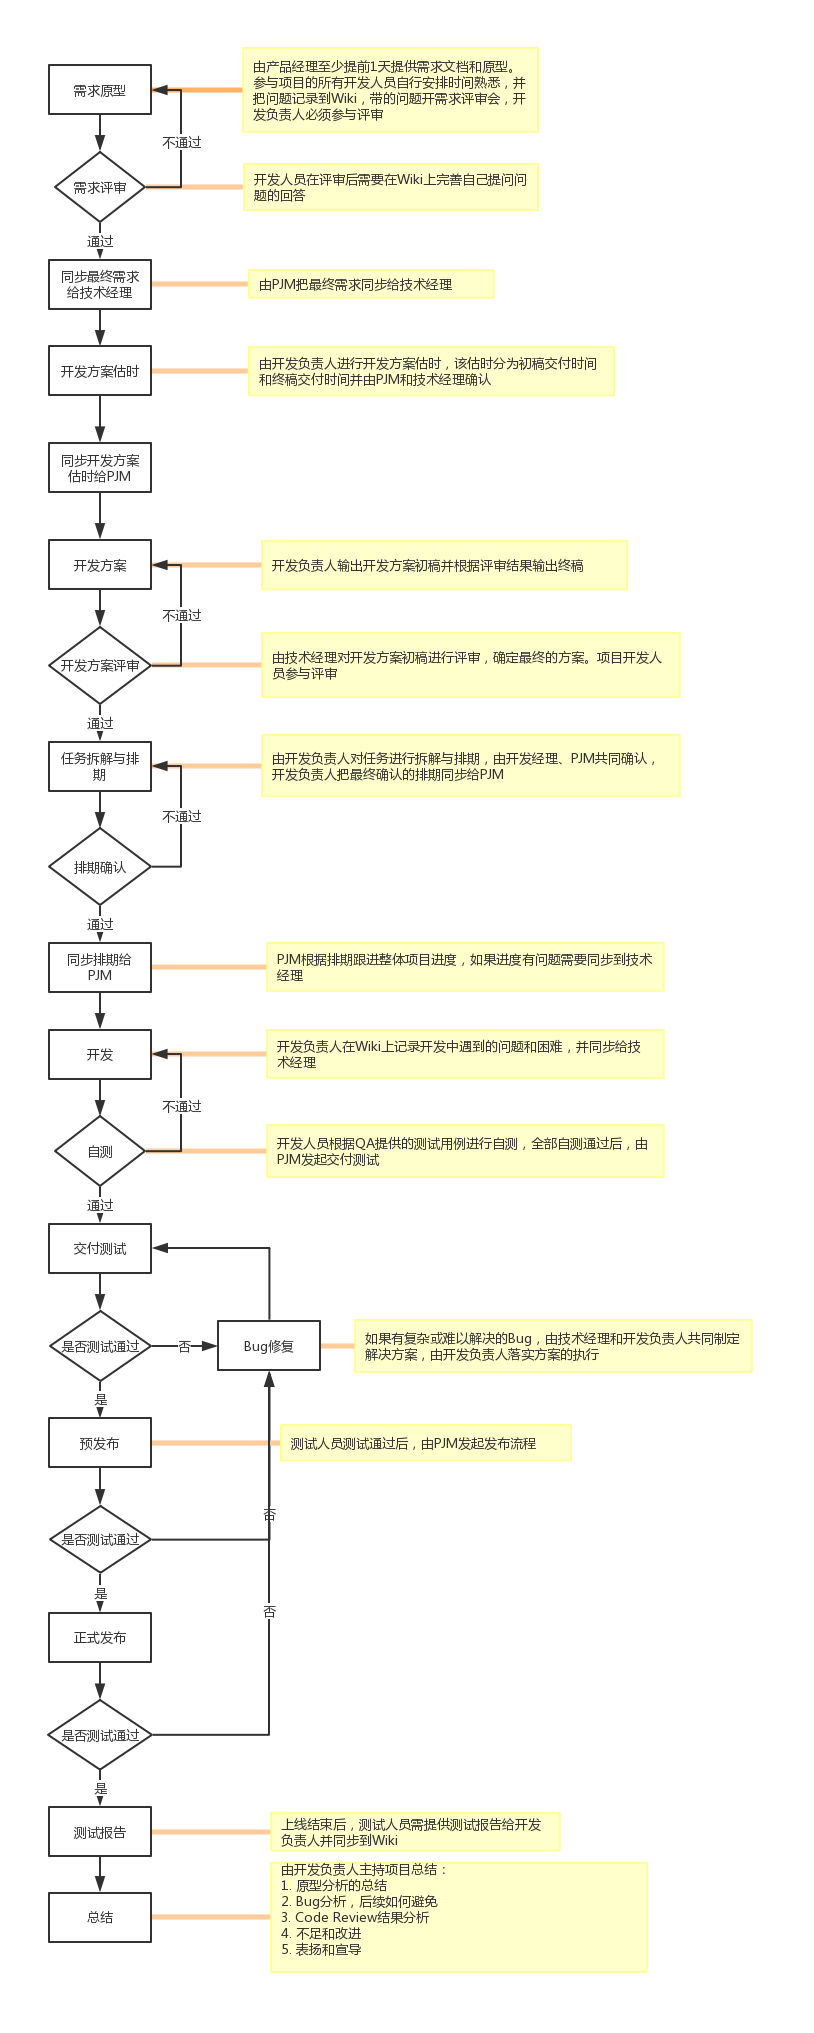 需求原型
由产品经理至少提前1天提供需求文档和原型。
参与项目的所有开发人员自行安排时间熟悉，并
把问题记录到Wiki，带的问题开需求评审会，开
发负责人必须参与评审
不通过
需求评审
开发人员在评审后需要在Wiki上完善自己提问问
题的回答
通过
同步最终需求
给技术经理
由PJM把最终需求同步给技术经理
开发方案估时
由开发负责人进行开发方案估时，该估时分为初稿交付时间
和终稿交付时间并由PJM和技术经理确认
同步开发方案
估时给PJM
开发方案
开发负责人输出开发方案初稿并根据评审结果输出终稿
不通过
开发方案评审
由技术经理对开发方案初稿进行评审，确定最终的方案。项目开发人
员参与评审
通过
任务拆解与排
期
由开发负责人对任务进行拆解与排期，由开发经理、PJM共同确认，
开发负责人把最终确认的排期同步给PJM
不通过
排期确认
通过
同步排期给
PJM
PJM根据排期跟进整体项目进度，如果进度有问题需要同步到技术
经理
开发
开发负责人在Wiki上记录开发中遇到的问题和困难，并同步给技
术经理
不通过
自测
开发人员根据QA提供的测试用例进行自测，全部自测通过后，由
PJM发起交付测试
通过
交付测试
是否测试通过
否
Bug修复
如果有复杂或难以解决的Bug，由技术经理和开发负责人共同制定
解决方案，由开发负责人落实方案的执行
是
预发布
测试人员测试通过后，由PJM发起发布流程
否
是否测试通过
是
否
正式发布
是否测试通过
是
测试报告
上线结束后，测试人员需提供测试报告给开发
负责人并同步到Wiki
总结
由开发负责人主持项目总结：
1. 原型分析的总结
2. Bug分析，后续如何避免
3. Code Review结果分析
4. 不足和改进
5. 表扬和宣导